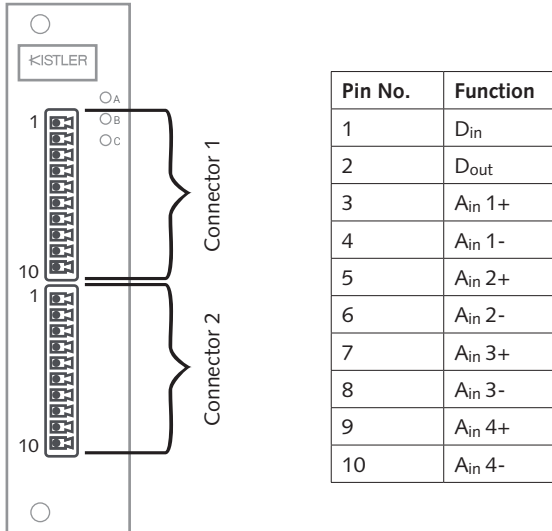 KISTLER
A
B
C
1
10
Connector 1
1
10
Connector 2
Pin No. Function
1 Din
2 Dout
3 Ain 1+
4 Ain 1-
5 Ain 2+
6 Ain 2-
7 Ain 3+
8 Ain 3-
9 Ain 4+
10 Ain 4-